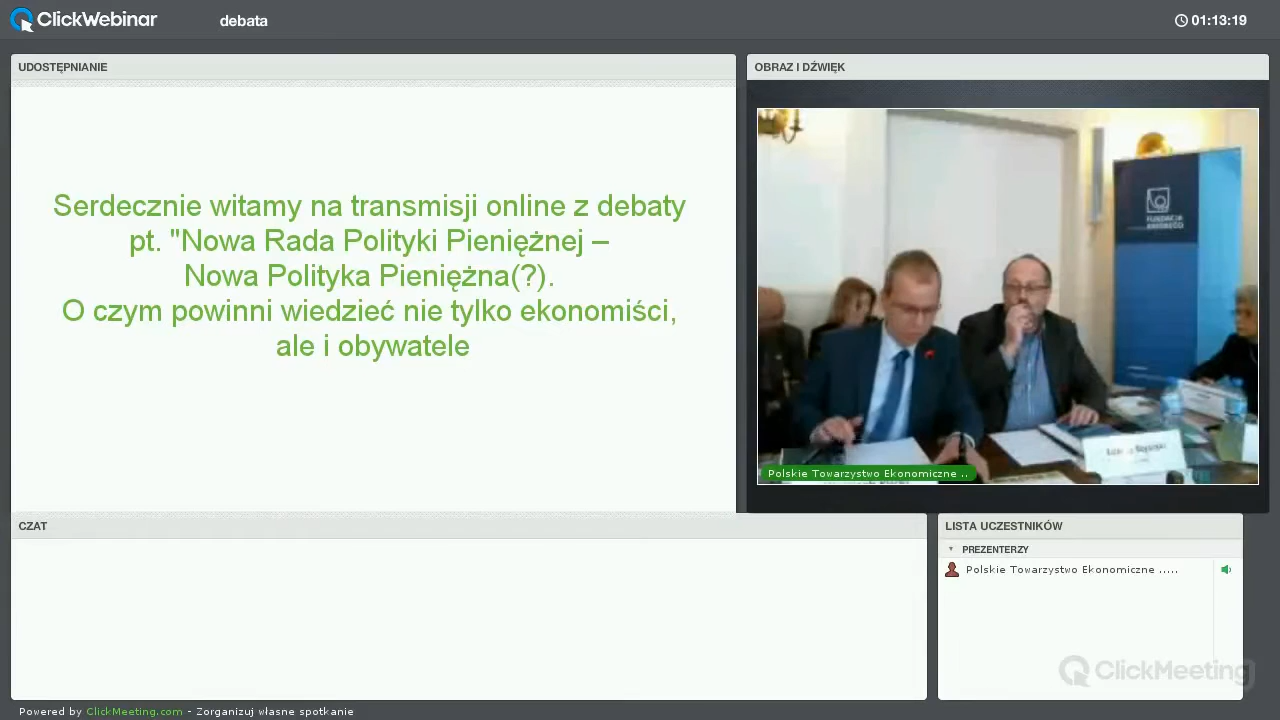 ClickWebinar
debata
01:13:19
UDOSTĘPNIANIE
OBRAZ I DŹWIĘK
Serdecznie witamy na transmisji online z debaty
pt. "Nowa Rada Polityki Pieniężnej –
Nowa Polityka Pieniężna(?).
O czym powinni wiedzieć nie tylko ekonomiści,
ale i obywatele
FUNDACJA
Polskie Towarzystwo Ekonomiczne ..
CZAT
LISTA UCZESTNIKÓW
PREZENTERZY
Polskie Towarzystwo Ekonomiczne .....
ClickMeeting
Powered by ClickMeeting.com - Zorganizuj własne spotkanie